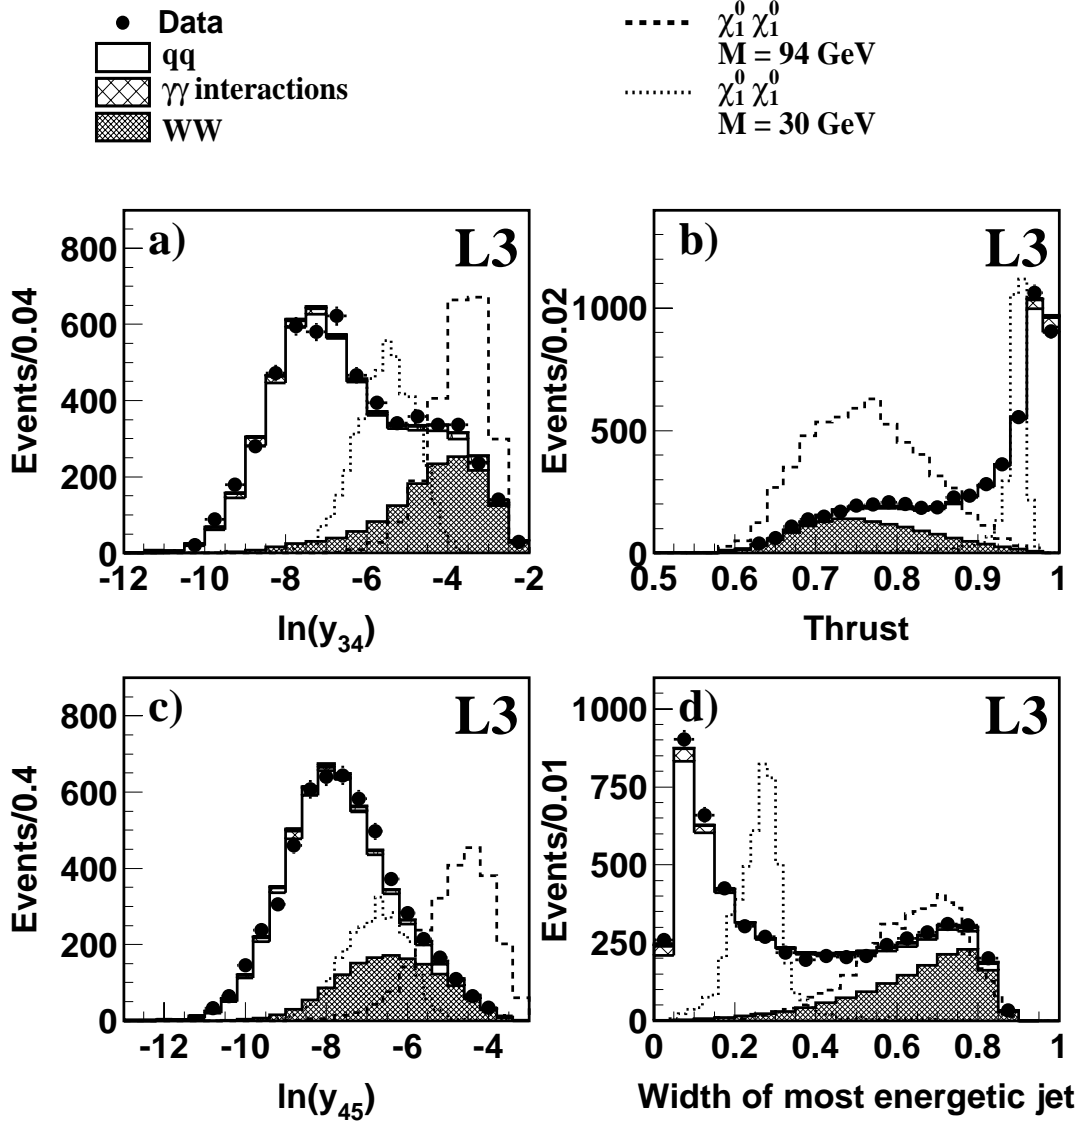 Data
qq
γγ interactions
WW
χ₁⁰ χ₁⁰
M = 94 GeV
χ₁⁰ χ₁⁰
M = 30 GeV
a) L3
Events/0.04
800
600
400
200
0
-12 -10 -8 -6 -4 -2
ln(y₃₄)
b) L3
Events/0.02
1000
500
0
0.5 0.6 0.7 0.8 0.9 1
Thrust
c) L3
Events/0.4
800
600
400
200
0
-12 -10 -8 -6 -4
ln(y₄₅)
d) L3
Events/0.01
1000
750
500
250
0
0 0.2 0.4 0.6 0.8 1
Width of most energetic jet